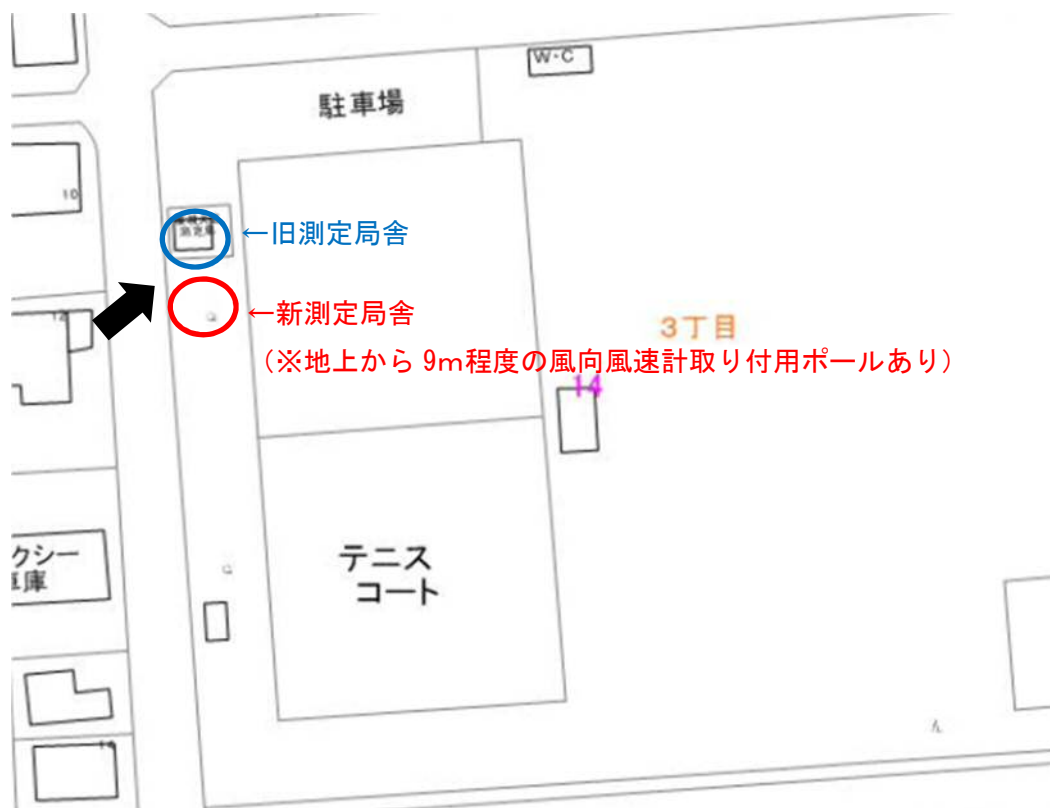 W・C
駐車場
10
←旧測定局舎
12
←新測定局舎
3丁目
（※地上から 9ｍ程度の風向風速計取り付用ポールあり）
14
クシー
車庫
テニス
コート